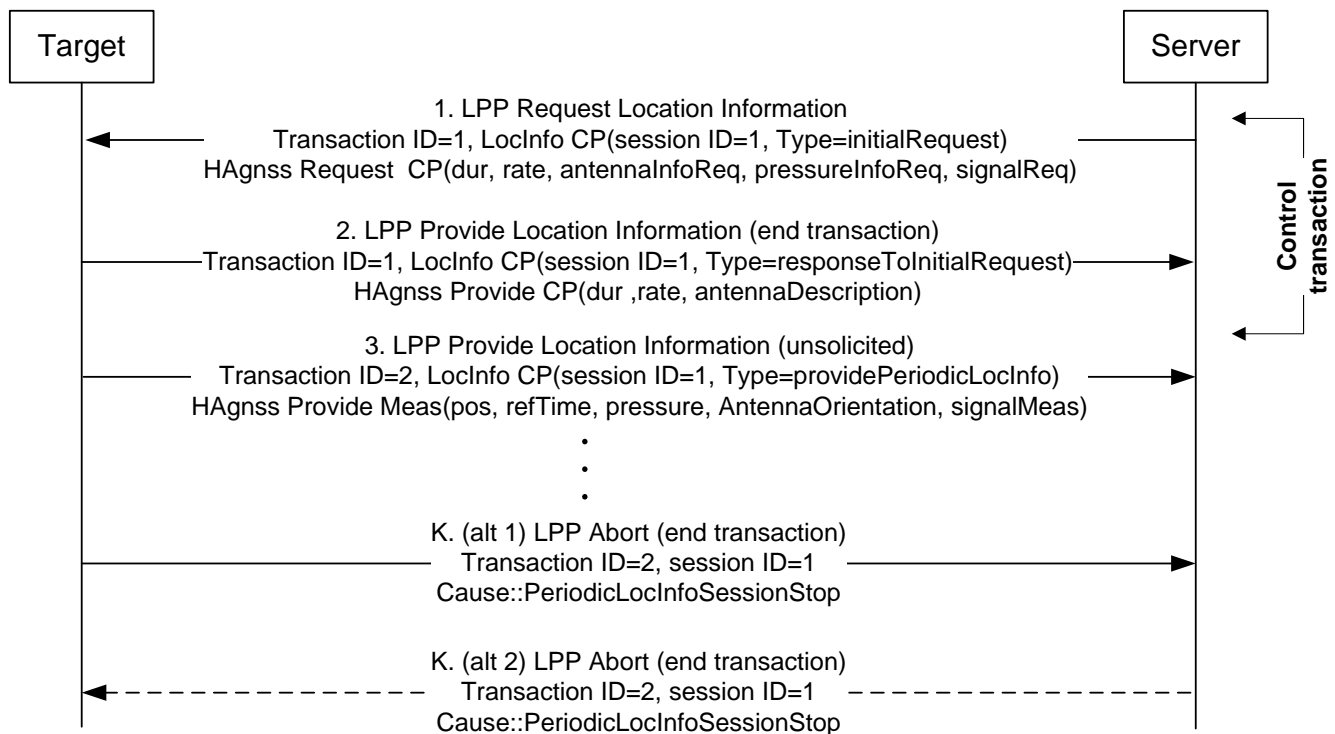 Target
Server
1. LPP Request Location Information
Transaction ID=1, LocInfo CP(session ID=1, Type=initialRequest)
HAgnss Request  CP(dur, rate, antennaInfoReq, pressureInfoReq, signalReq)
Control
transaction
2. LPP Provide Location Information (end transaction)
Transaction ID=1, LocInfo CP(session ID=1, Type=responseToInitialRequest)
HAgnss Provide CP(dur ,rate, antennaDescription)
3. LPP Provide Location Information (unsolicited)
Transaction ID=2, LocInfo CP(session ID=1, Type=providePeriodicLocInfo)
HAgnss Provide Meas(pos, refTime, pressure, AntennaOrientation, signalMeas)
K. (alt 1) LPP Abort (end transaction)
Transaction ID=2, session ID=1
Cause::PeriodicLocInfoSessionStop
K. (alt 2) LPP Abort (end transaction)
Transaction ID=2, session ID=1
Cause::PeriodicLocInfoSessionStop